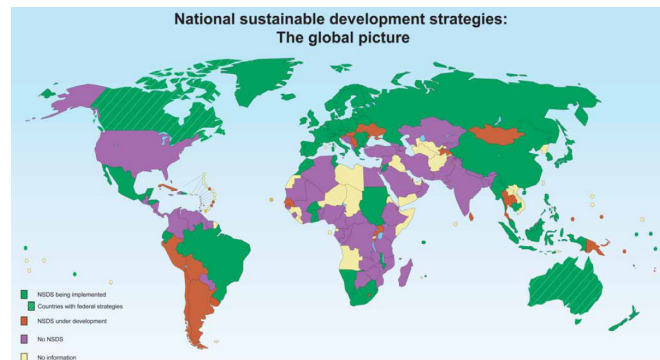 National sustainable development strategies:
The global picture
NSDS being implemented
Countries with federal strategies
NSDS under development
No NSDS
No information